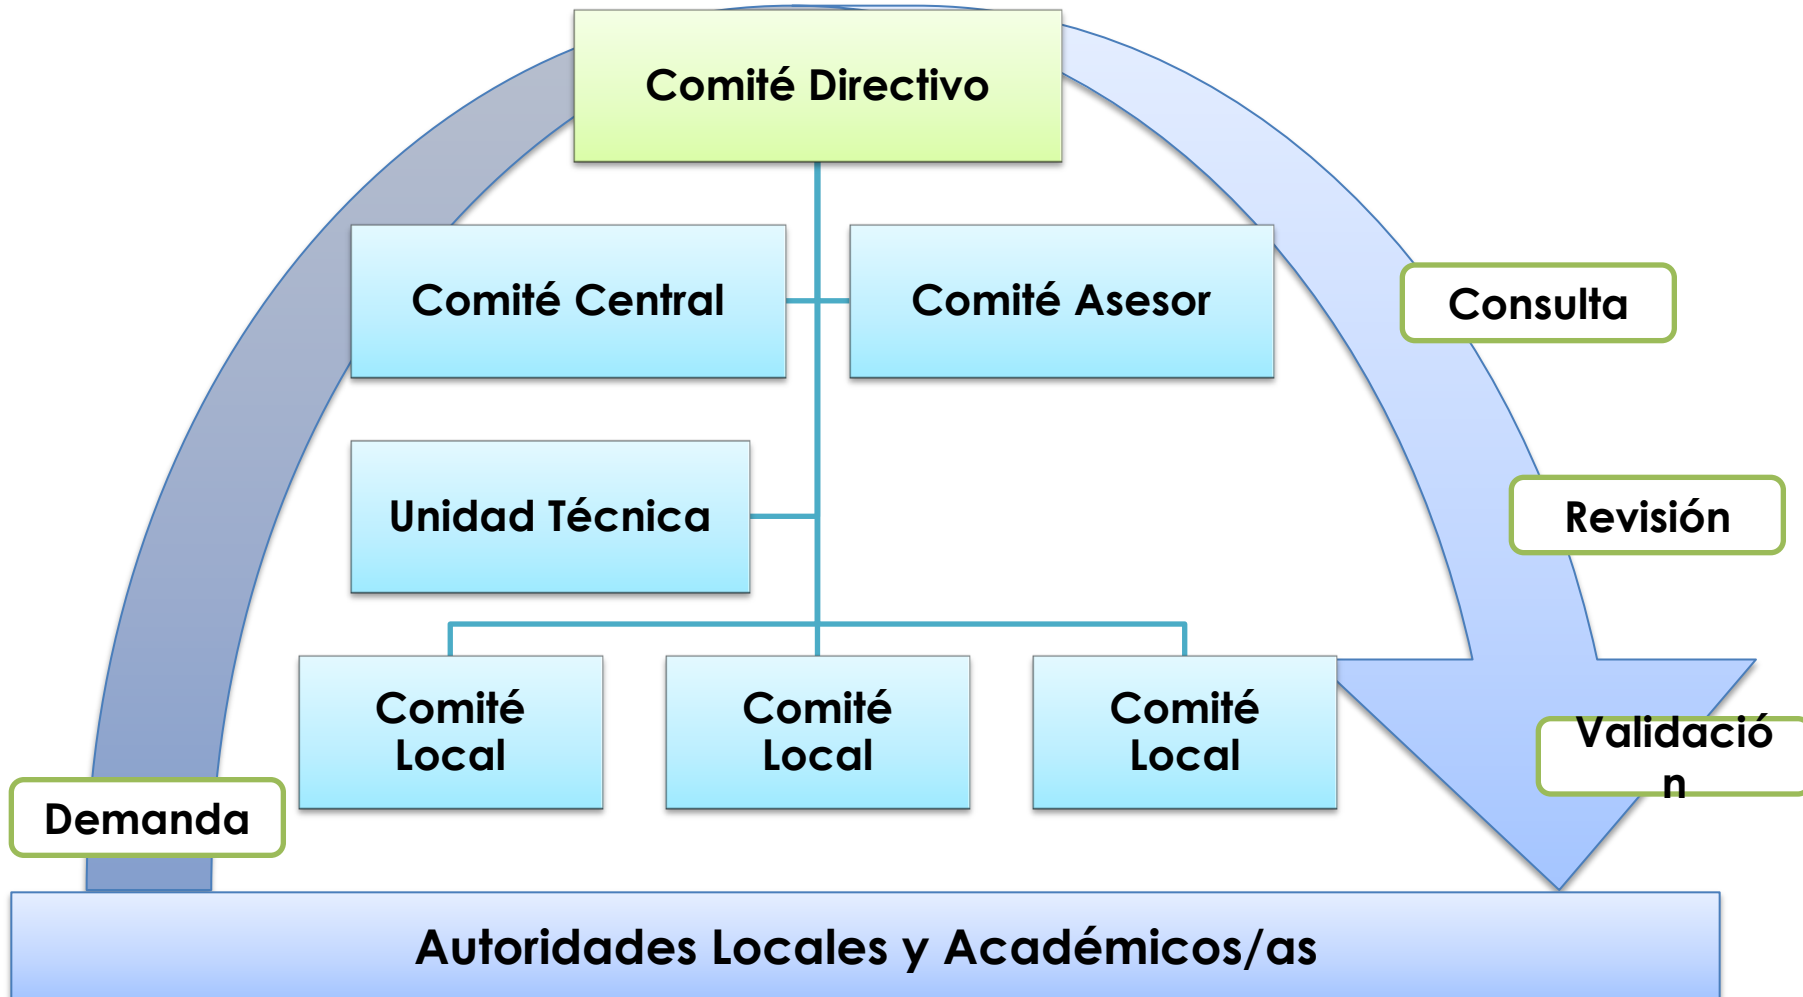 Comité Directivo
Comité Central
Comité Asesor
Consulta
Unidad Técnica
Revisión
Comité
Local
Comité
Local
Comité
Local
Validació
n
Demanda
Autoridades Locales y Académicos/as